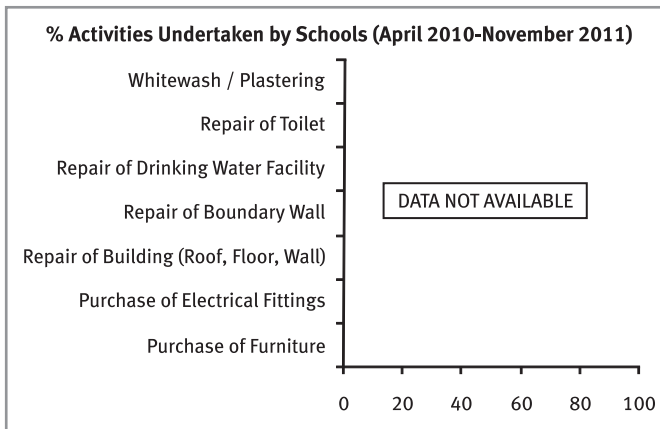 % Activities Undertaken by Schools (April 2010-November 2011)
Whitewash / Plastering
Repair of Toilet
Repair of Drinking Water Facility
Repair of Boundary Wall
DATA NOT AVAILABLE
Repair of Building (Roof, Floor, Wall)
Purchase of Electrical Fittings
Purchase of Furniture
0 20 40 60 80 100